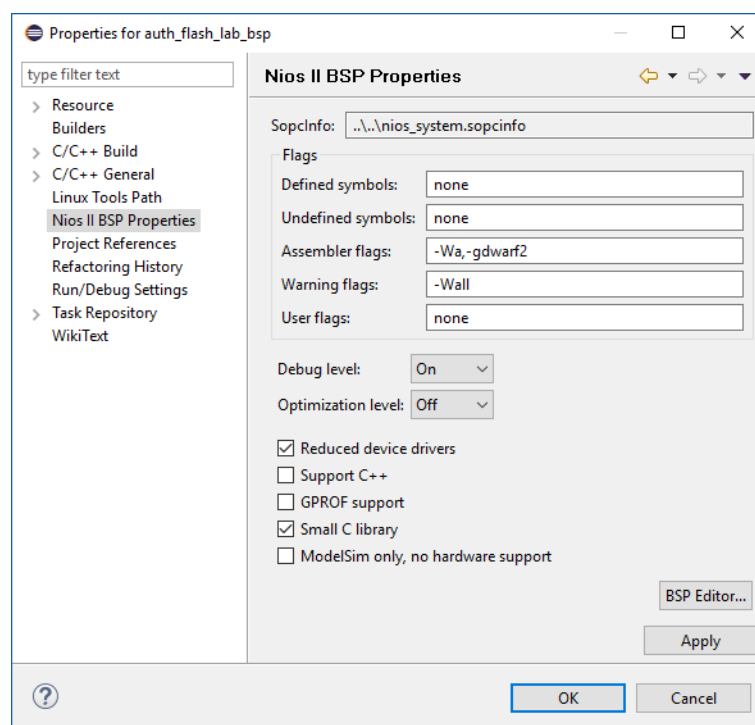 Properties for auth_flash_lab_bsp
type filter text
Resource
Builders
C/C++ Build
C/C++ General
Linux Tools Path
Nios II BSP Properties
Project References
Refactoring History
Run/Debug Settings
Task Repository
WikiText
Nios II BSP Properties
SopcInfo: ..\..\nios_system.sopcinfo
Flags
Defined symbols: none
Undefined symbols: none
Assembler flags: -Wa,-gdwarf2
Warning flags: -Wall
User flags: none
Debug level: On
Optimization level: Off
Reduced device drivers
Support C++
GPROF support
Small C library
ModelSim only, no hardware support
BSP Editor...
Apply
?
OK Cancel